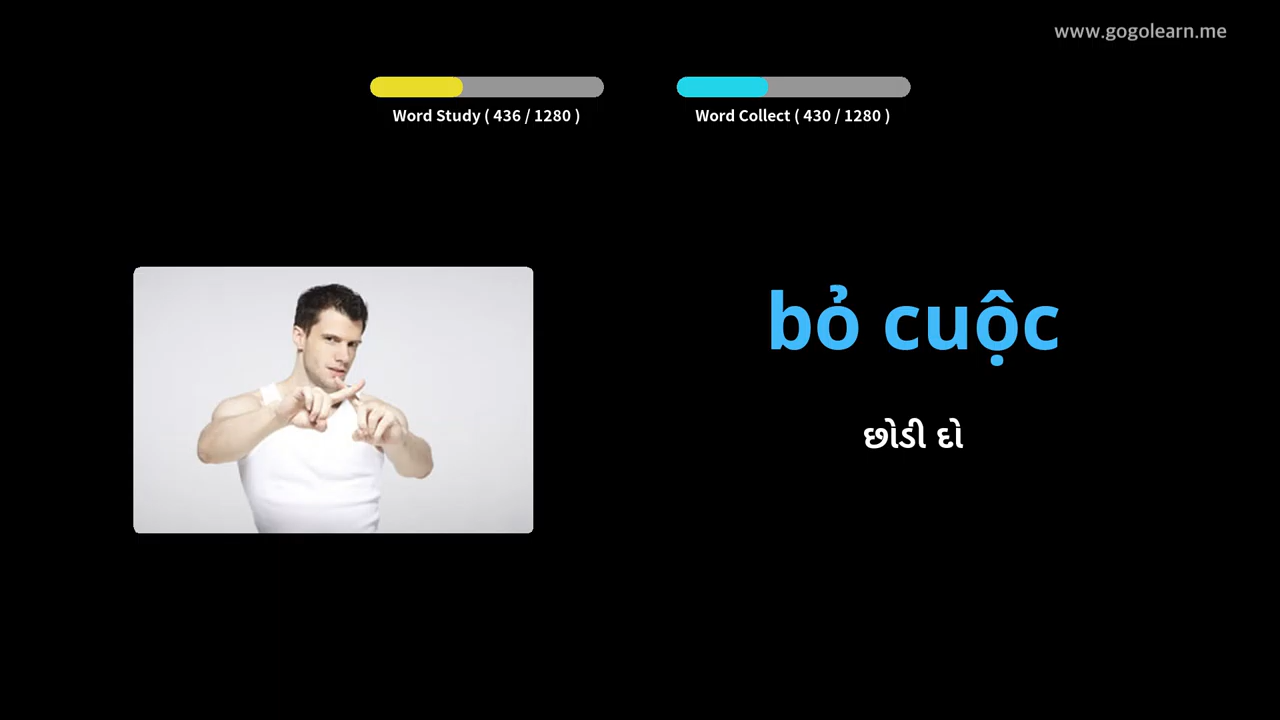 www.gogolearn.me
Word Study ( 436 / 1280 )
Word Collect ( 430 / 1280 )
bỏ cuộc
છોડી દો